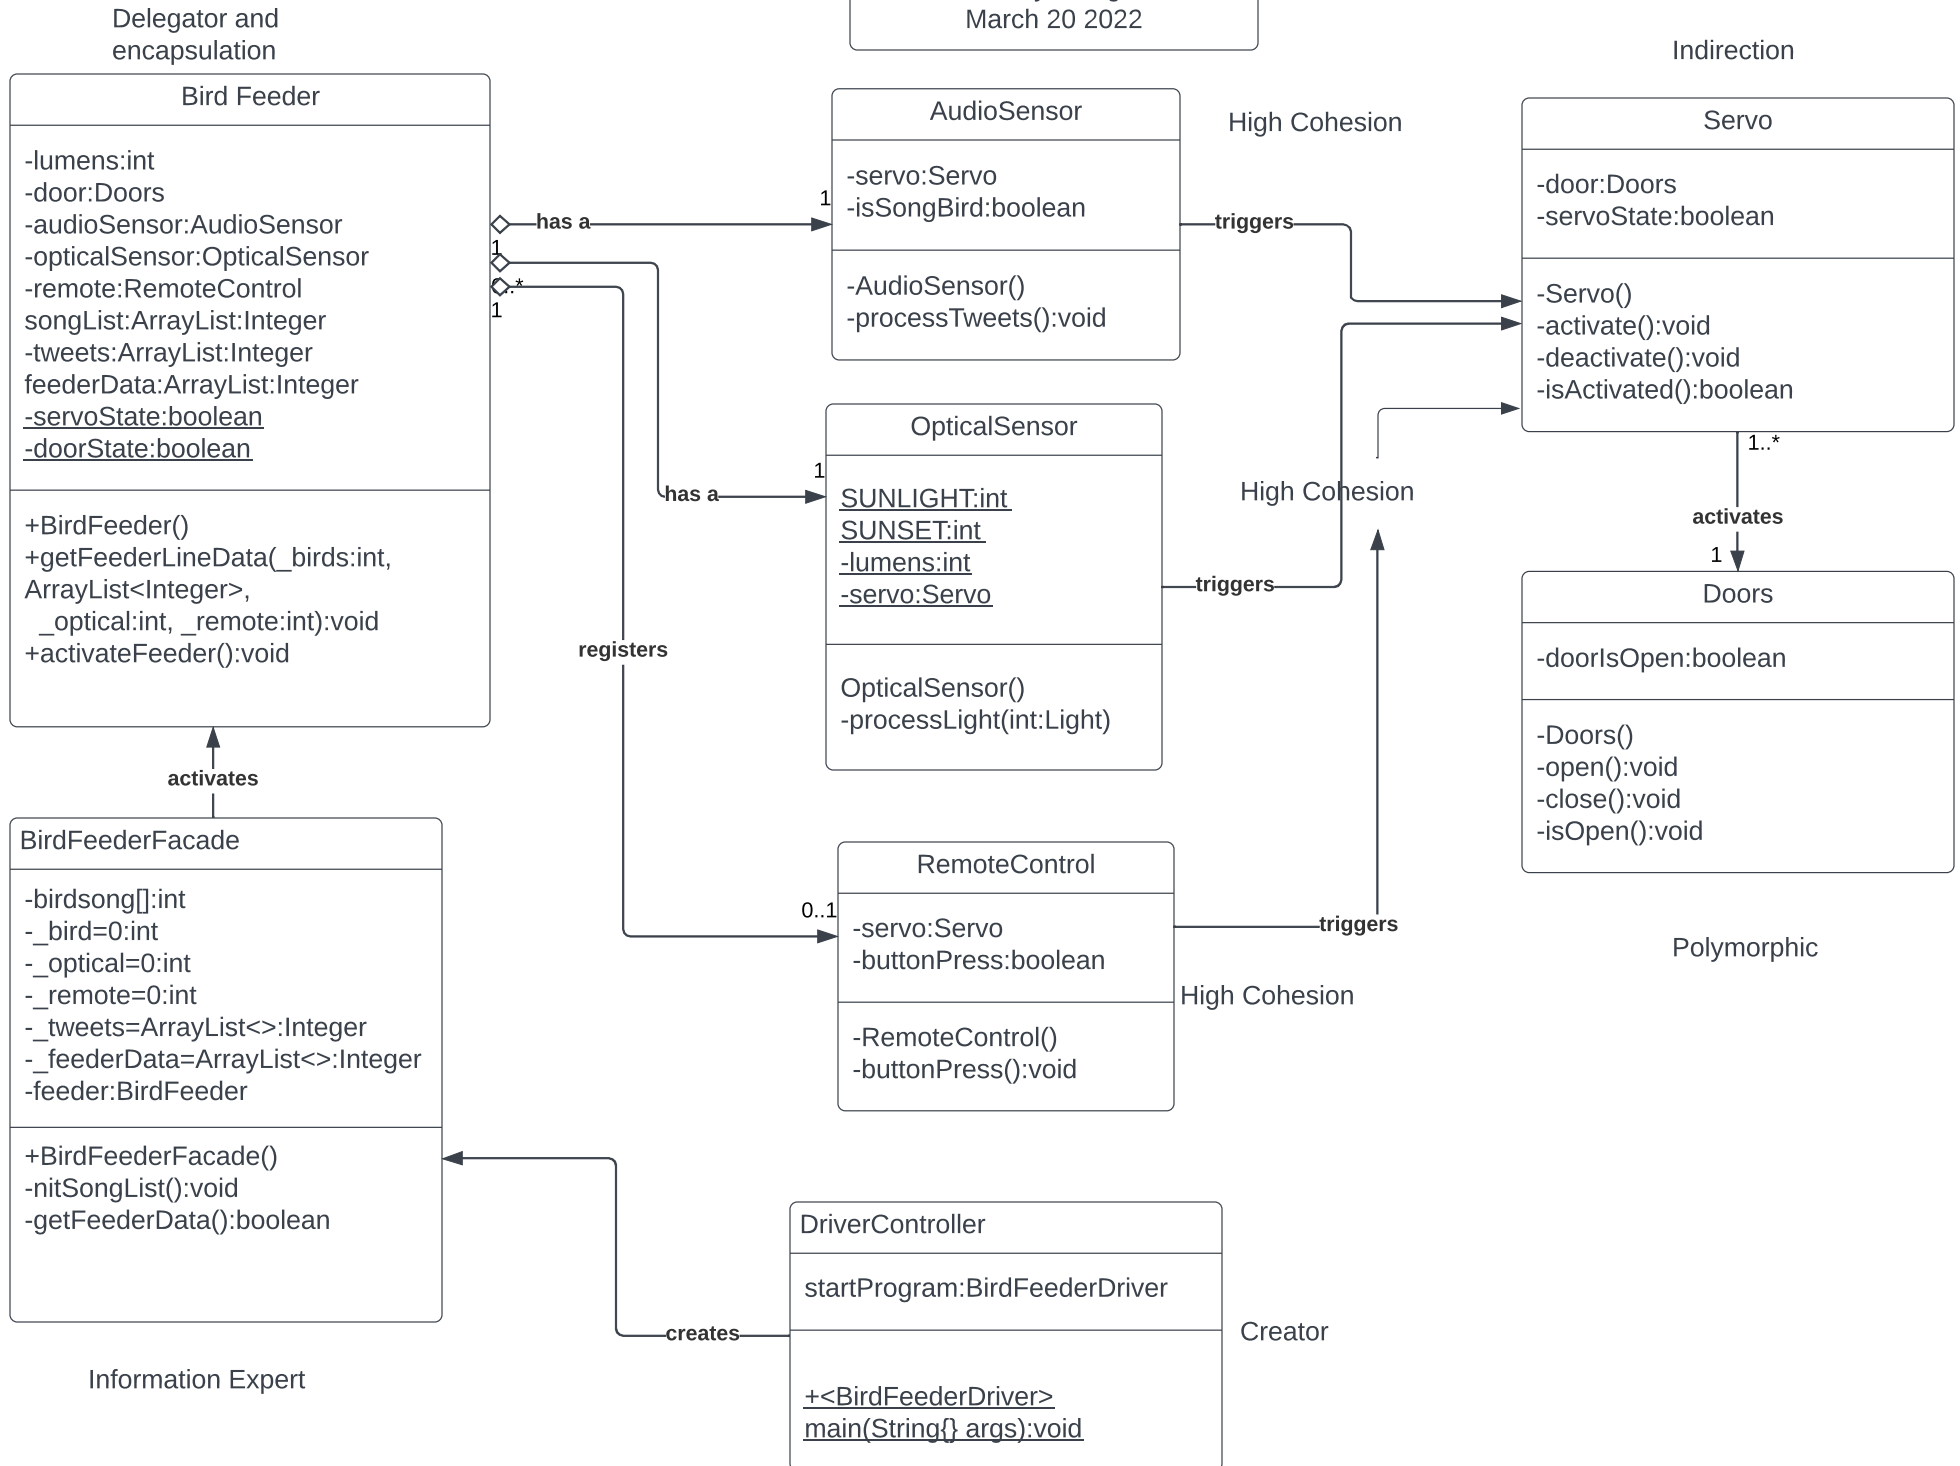 Delegator and
encapsulation
March 20 2022
Indirection
Bird Feeder
-lumens:int
-door:Doors
-audioSensor:AudioSensor
-opticalSensor:OpticalSensor
-remote:RemoteControl
songList:ArrayList:Integer
-tweets:ArrayList:Integer
feederData:ArrayList:Integer
-servoState:boolean
-doorState:boolean
+BirdFeeder()
+getFeederLineData(_birds:int,
ArrayList<Integer>,
_optical:int, _remote:int):void
+activateFeeder():void
has a
1
1
1
has a
1
registers
0..1
AudioSensor
-servo:Servo
-isSongBird:boolean
-AudioSensor()
-processTweets():void
High Cohesion
triggers
Servo
-door:Doors
-servoState:boolean
-Servo()
-activate():void
-deactivate():void
-isActivated():boolean
OpticalSensor
SUNLIGHT:int
SUNSET:int
-lumens:int
-servo:Servo
OpticalSensor()
-processLight(int:Light)
High Cohesion
triggers
1..*
activates
1
Doors
-doorIsOpen:boolean
-Doors()
-open():void
-close():void
-isOpen():void
Polymorphic
activates
BirdFeederFacade
-birdsong[]:int
-_bird=0:int
-_optical=0:int
-_remote=0:int
-_tweets=ArrayList<>:Integer
-_feederData=ArrayList<>:Integer
-feeder:BirdFeeder
+BirdFeederFacade()
-nitSongList():void
-getFeederData():boolean
Information Expert
RemoteControl
-servo:Servo
-buttonPress:boolean
-RemoteControl()
-buttonPress():void
triggers
High Cohesion
creates
DriverController
startProgram:BirdFeederDriver
+<BirdFeederDriver>
main(String{} args):void
Creator